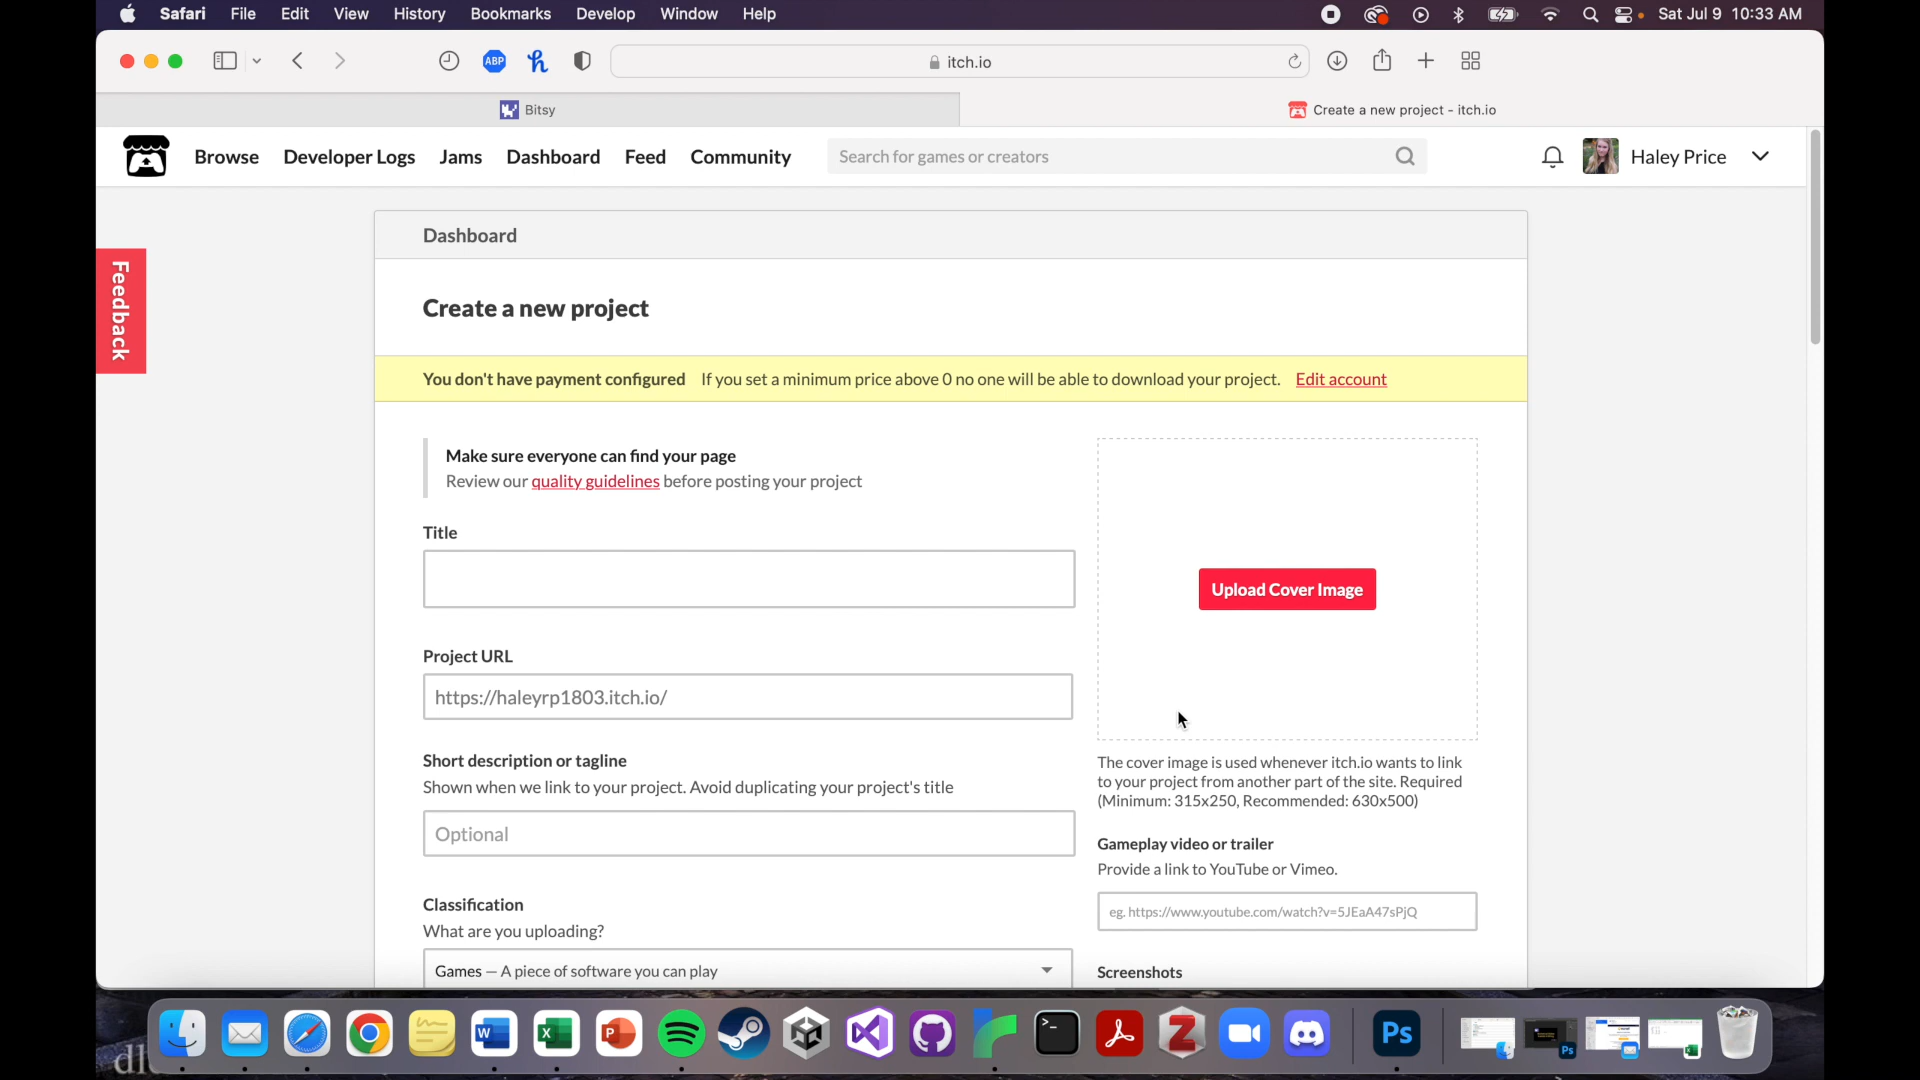 Safari File Edit View History Bookmarks Develop Window Help Sat Jul 9 10:33 AM
ABP itch.io
Bitsy Create a new project - itch.io
Browse Developer Logs Jams Dashboard Feed Community Search for games or creators Haley Price
Feedback
Dashboard
Create a new project
You don't have payment configured If you set a minimum price above 0 no one will be able to download your project. Edit account
Make sure everyone can find your page
Review our quality guidelines before posting your project
Title
Upload Cover Image
Project URL
https://haleyrp1803.itch.io/
Short description or tagline
Shown when we link to your project. Avoid duplicating your project's title
Optional
The cover image is used whenever itch.io wants to link
to your project from another part of the site. Required
(Minimum: 315x250, Recommended: 630x500)
Gameplay video or trailer
Provide a link to YouTube or Vimeo.
eg. https://www.youtube.com/watch?v=5JEaA47sPjQ
Classification
What are you uploading?
Games — A piece of software you can play
Screenshots
W X P Z Ps Ps